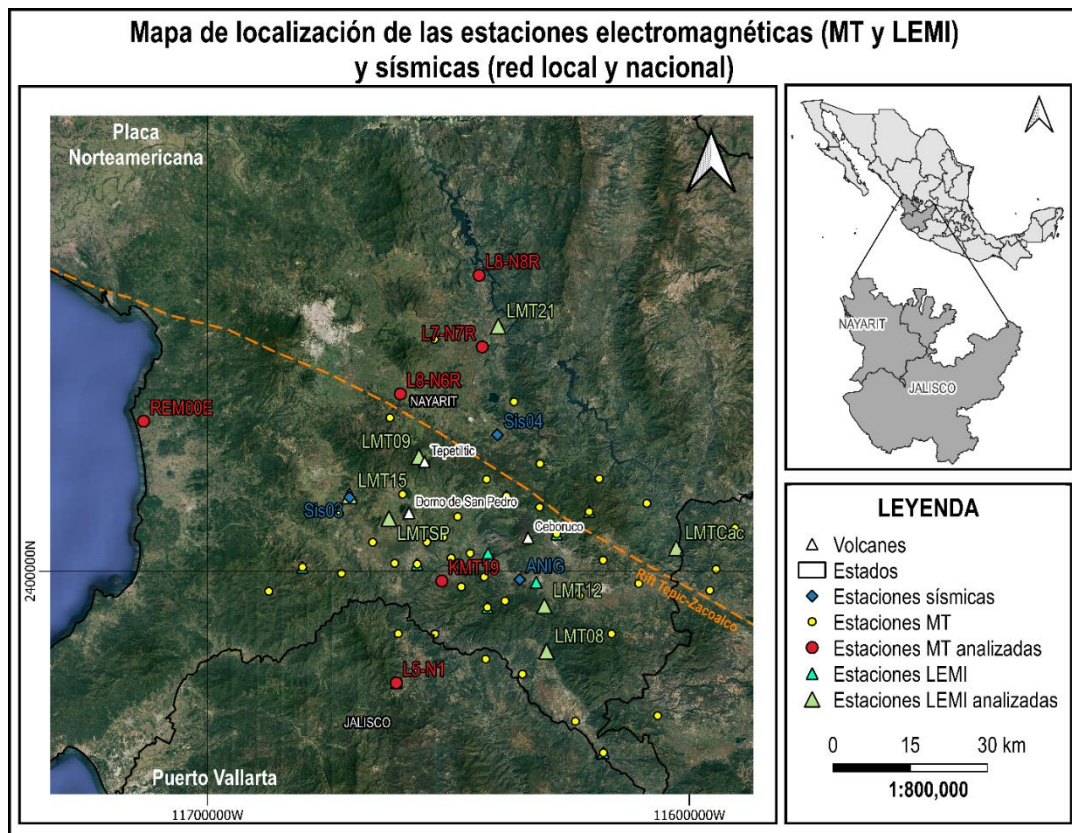 Mapa de localización de las estaciones electromagnéticas (MT y LEMI)
y sísmicas (red local y nacional)
Placa
Norteamericana
L8-N8R
LMT21
L7-N7R
L8-N6R
NAYARIT
REM00E
Sis04
LMT09
Tepetiltic
LMT15
Domo de San Pedro
Sis03
LMTSP
Ceboruco
LMTCac
ANIG
KMT19
LMT12
Rift Tepic-Zacoalco
LMT08
L5-N1
JALISCO
Puerto Vallarta
2400000N
11700000W
11600000W
NAYARIT
JALISCO
LEYENDA
Volcanes
Estados
Estaciones sísmicas
Estaciones MT
Estaciones MT analizadas
Estaciones LEMI
Estaciones LEMI analizadas
0 15 30 km
1:800,000